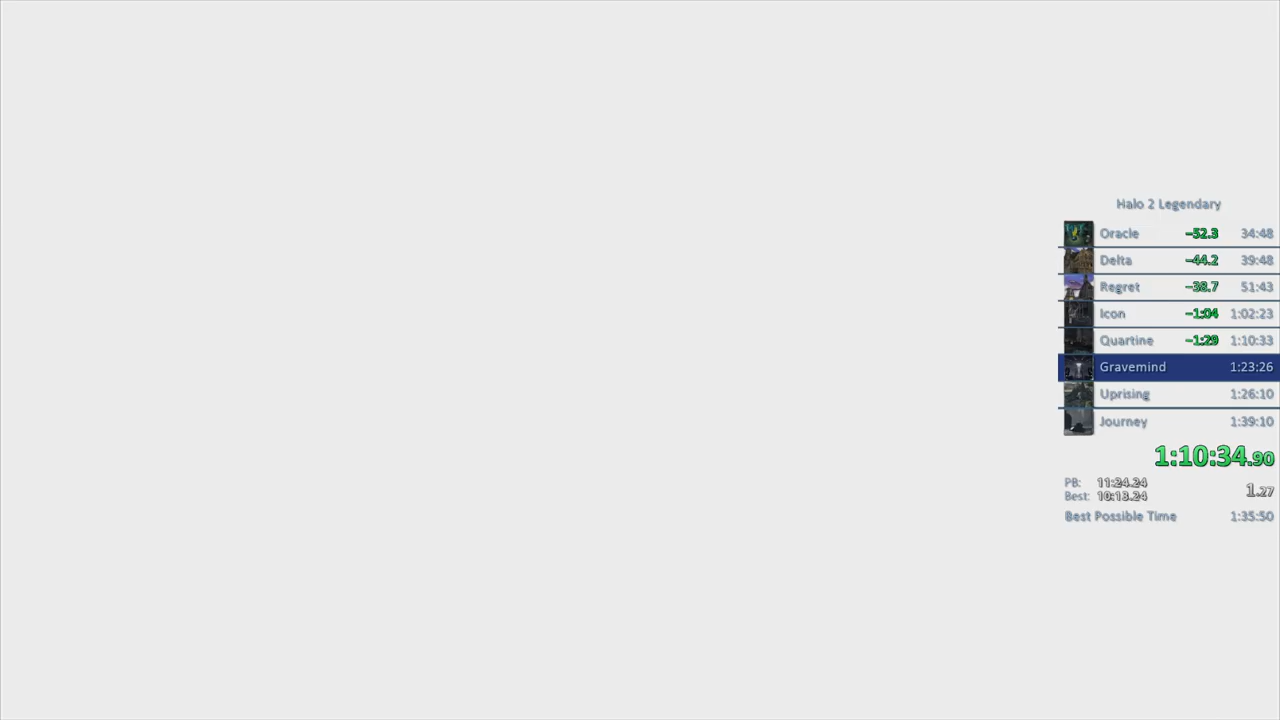 Halo 2 Legendary
Oracle −52.3 34:48
Delta −44.2 39:48
Regret −38.7 51:43
Icon −1:04 1:02:23
Quartine −1:29 1:10:33
Gravemind 1:23:26
Uprising 1:26:10
Journey 1:39:10
1:10:34.90
PB: 11:24.24
Best: 10:13.24
1.27
Best Possible Time 1:35:50